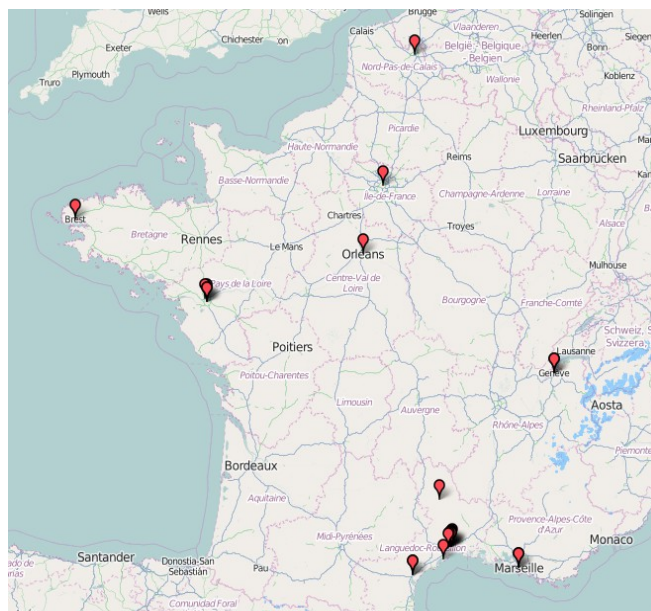 Wells
Brugge
Vlaanderen
Solingen
Exeter
Chichester
on
Calais
België - Belgique
Belgien
Heerlen
Bonn
Siegen
Truro
Plymouth
Nord-Pas-de-Calais
Wallonie
Koblenz
Rheinland-Pfalz
Picardie
Luxembourg
Haute-Normandie
Saarbrücken
Basse-Normandie
Reims
Île-de-France
Champagne-Ardenne
Lorraine
Brest
Chartres
Troyes
Alsace
Bretagne
Rennes
Le Mans
Orléans
Mulhouse
Pays de la Loire
Centre-Val de
Loire
Bourgogne
Franche-Comté
Schweiz, S
Svizzera,
Poitiers
Lausanne
Genève
Poitou-Charentes
Limousin
Auvergne
Rhône-Alpes
Aosta
Bordeaux
Piemonte
Aquitaine
Midi-Pyrénées
Languedoc-Roussillon
Provence-Alpes-Côte
d'Azur
Monaco
Santander
Donostia-San
Sebastián
Pau
Marseille
Comunidad Foral